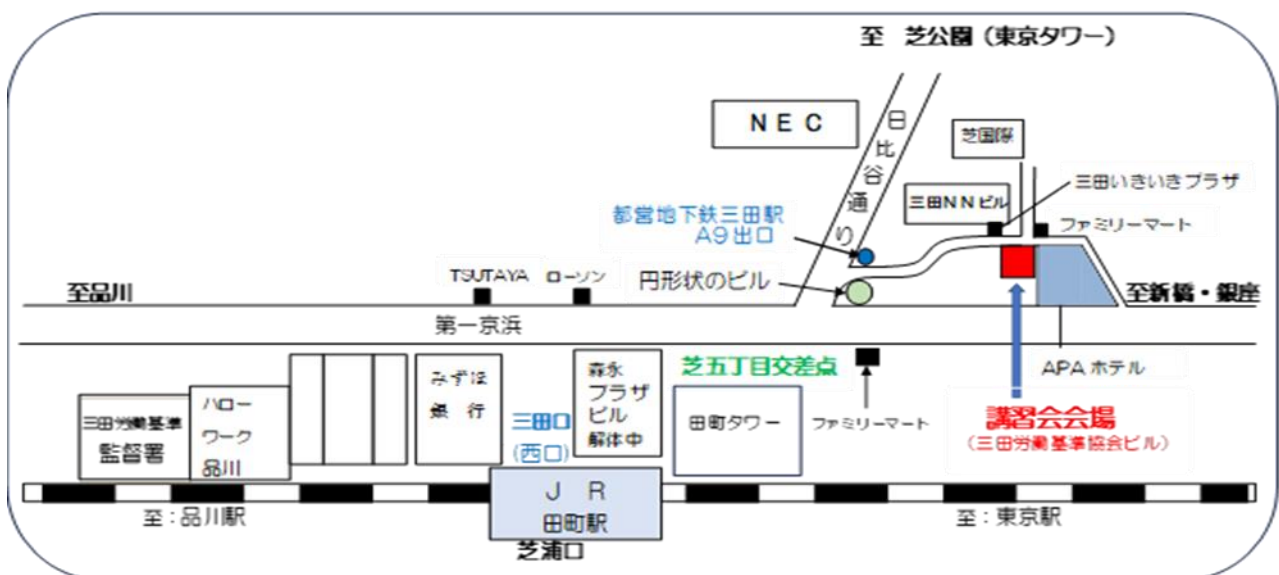 至 芝公園（東京タワー）
NEC
日比谷通り
芝国際
三田いきいきプラザ
三田NNビル
ファミリーマート
都営地下鉄三田駅
A9出口
TSUTAYA
ローソン
円形状のビル
至品川
至新橋・銀座
第一京浜
芝五丁目交差点
APAホテル
みずほ
銀行
森永
プラザ
ビル
解体中
三田口
(西口)
田町タワー
ファミリーマート
講習会会場
（三田労働基準協会ビル）
三田労働基準
監督署
ハロー
ワーク
品川
JR
田町駅
至：品川駅
至：東京駅
芝浦口